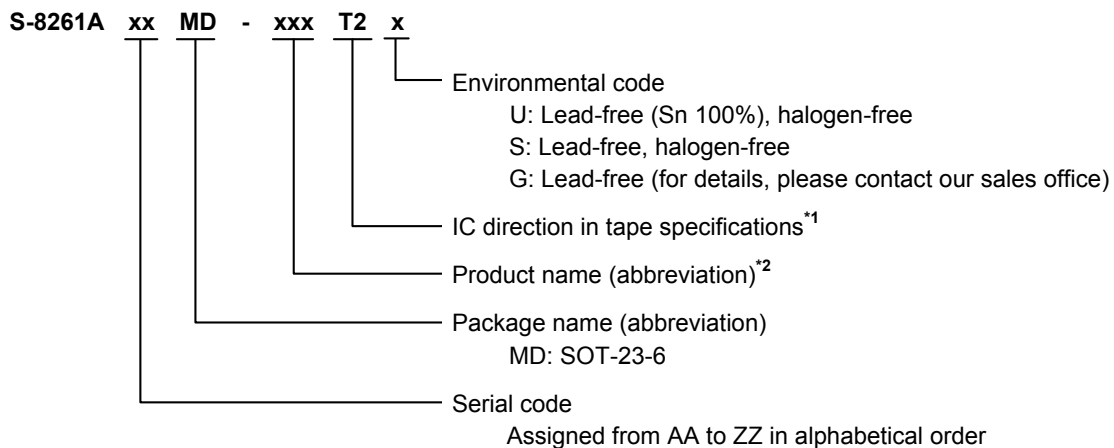 S-8261A xx MD - xxx T2 x
Environmental code
U: Lead-free (Sn 100%), halogen-free
S: Lead-free, halogen-free
G: Lead-free (for details, please contact our sales office)
IC direction in tape specifications*1
Product name (abbreviation)*2
Package name (abbreviation)
MD: SOT-23-6
Serial code
Assigned from AA to ZZ in alphabetical order